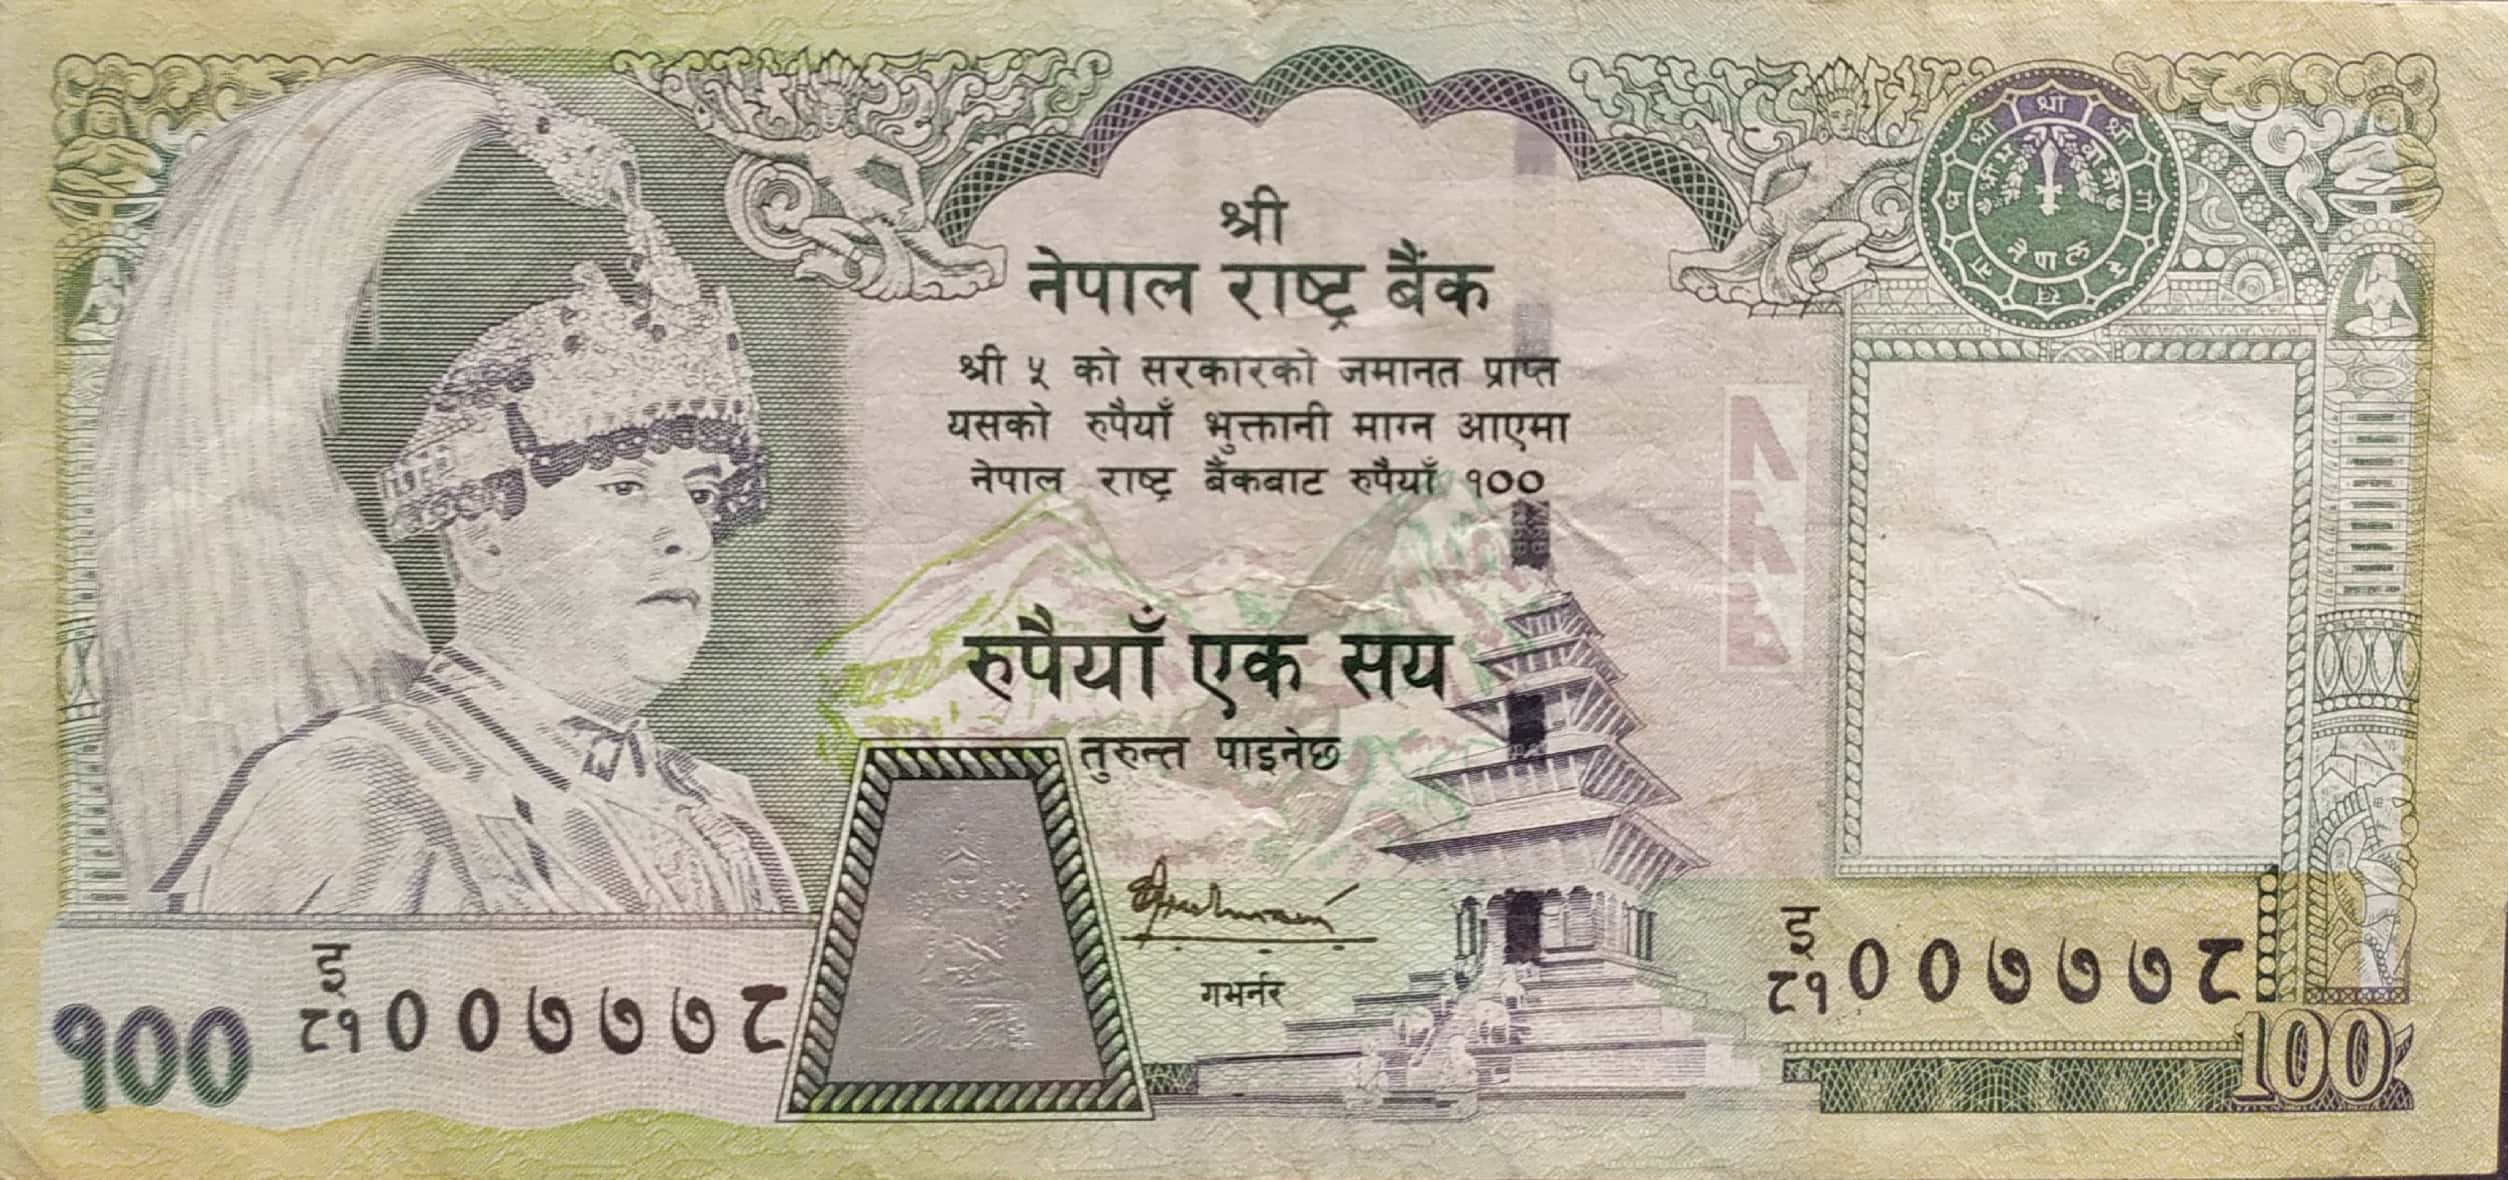 श्री
नेपाल राष्ट्र बैंक
श्री ५ को सरकारको जमानत प्राप्त
यसको रुपैयाँ भुक्तानी माग्न आएमा
नेपाल राष्ट्र बैंकबाट रुपैयाँ १००
रुपैयाँ एक सय
तुरुन्त पाइनेछ
गभर्नर
इ
८१ ००७७७८
इ
८१ ००७७७८
१००
100
श्री
श्री
श्री
नेपाल
NRB